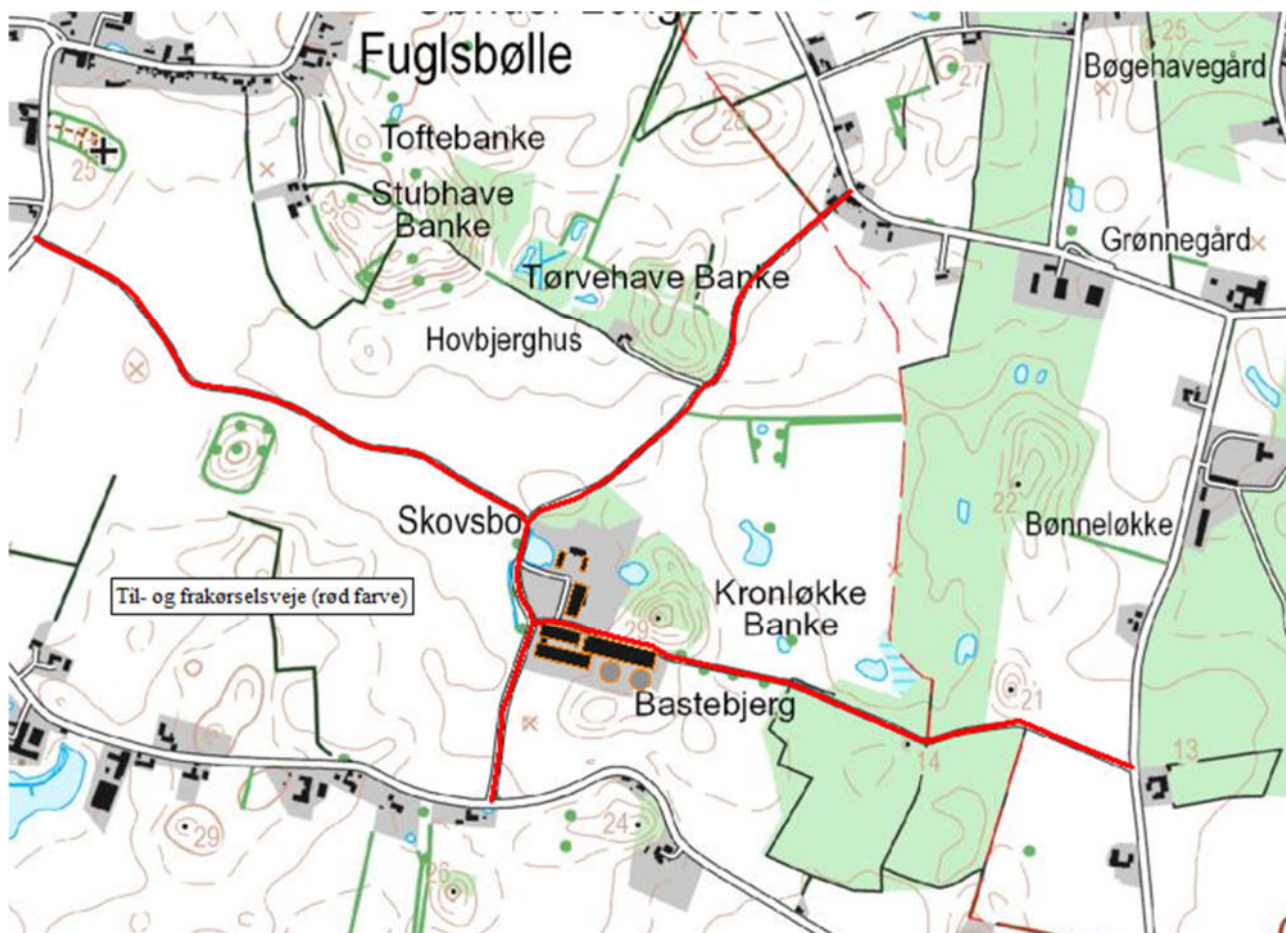 Fuglsbølle
25
Bøgehavegård
27
Toftebanke
28
25
Stubhave
Banke
Grønnegård
Tørvehave Banke
Hovbjerghus
22
Skovsbo
Bønneløkke
Til- og frakørselsveje (rød farve)
Kronløkke
Banke
29
Bastebjerg
21
14
13
29
24
26